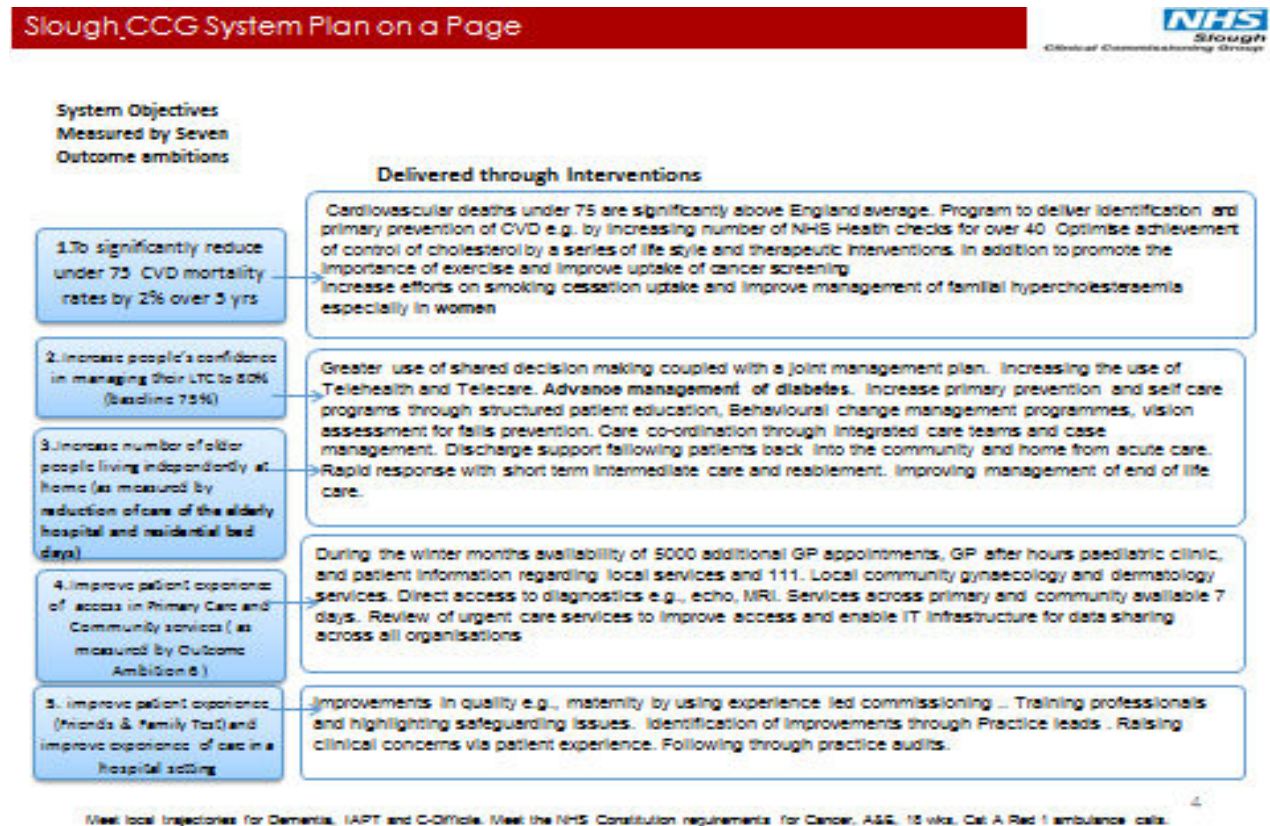 Slough CCG System Plan on a Page
NHS
Slough
Clinical Commissioning Group
System Objectives
Measured by Seven
Outcome ambitions
Delivered through Interventions
1.To significantly reduce
under 75 CVD mortality
rates by 2% over 5 yrs
Cardiovascular deaths under 75 are significantly above England average. Program to deliver identification and
primary prevention of CVD e.g. by increasing number of NHS Heath checks for over 40 Optimise achievement
of control of cholesterol by a series of life style and therapeutic interventions. In addition to promote the
importance of exercise and improve uptake of cancer screening
Increase efforts on smoking cessation uptake and improve management of familial hypercholesteraemia
especially in women
2. Increase people's confidence
in managing their LTC to 80%
(baseline 75%)
3.Increase number of older
people living independently at
home (as measured by
reduction of care of the elderly
hospital and residential bed
days)
Greater use of shared decision making coupled with a joint management plan. Increasing the use of
Telehealth and Telecare. Advance management of diabetes. Increase primary prevention and self care
programs through structured patient education, Behavioural change management programmes, vision
assessment for falls prevention. Care co-ordination through integrated care teams and case
management. Discharge support following patients back into the community and home from acute care.
Rapid response with short term intermediate care and reablement. Improving management of end of life
care.
4.Improve patient experience
of access in Primary Care and
Community services ( as
measured by Outcome
Ambition 6 )
During the winter months availability of 5000 additional GP appointments, GP after hours paediatric clinic,
and patient information regarding local services and 111. Local community gynaecology and dermatology
services. Direct access to diagnostics e.g., echo, MRI. Services across primary and community available 7
days. Review of urgent care services to improve access and enable IT infrastructure for data sharing
across all organisations
5. improve patient experience
(Friends & Family Test) and
improve experience of care in a
hospital setting
Improvements in quality e.g., maternity by using experience led commissioning .. Training professionals
and highlighting safeguarding issues. Identification of improvements through Practice leads . Raising
clinical concerns via patient experience. Following through practice audits.
4
Meet local trajectories for Dementia, IAPT and C-Difficle. Meet the NHS Constitution requirements for Cancer, A&E, 18 wks, Cat A Red 1 ambulance calls.